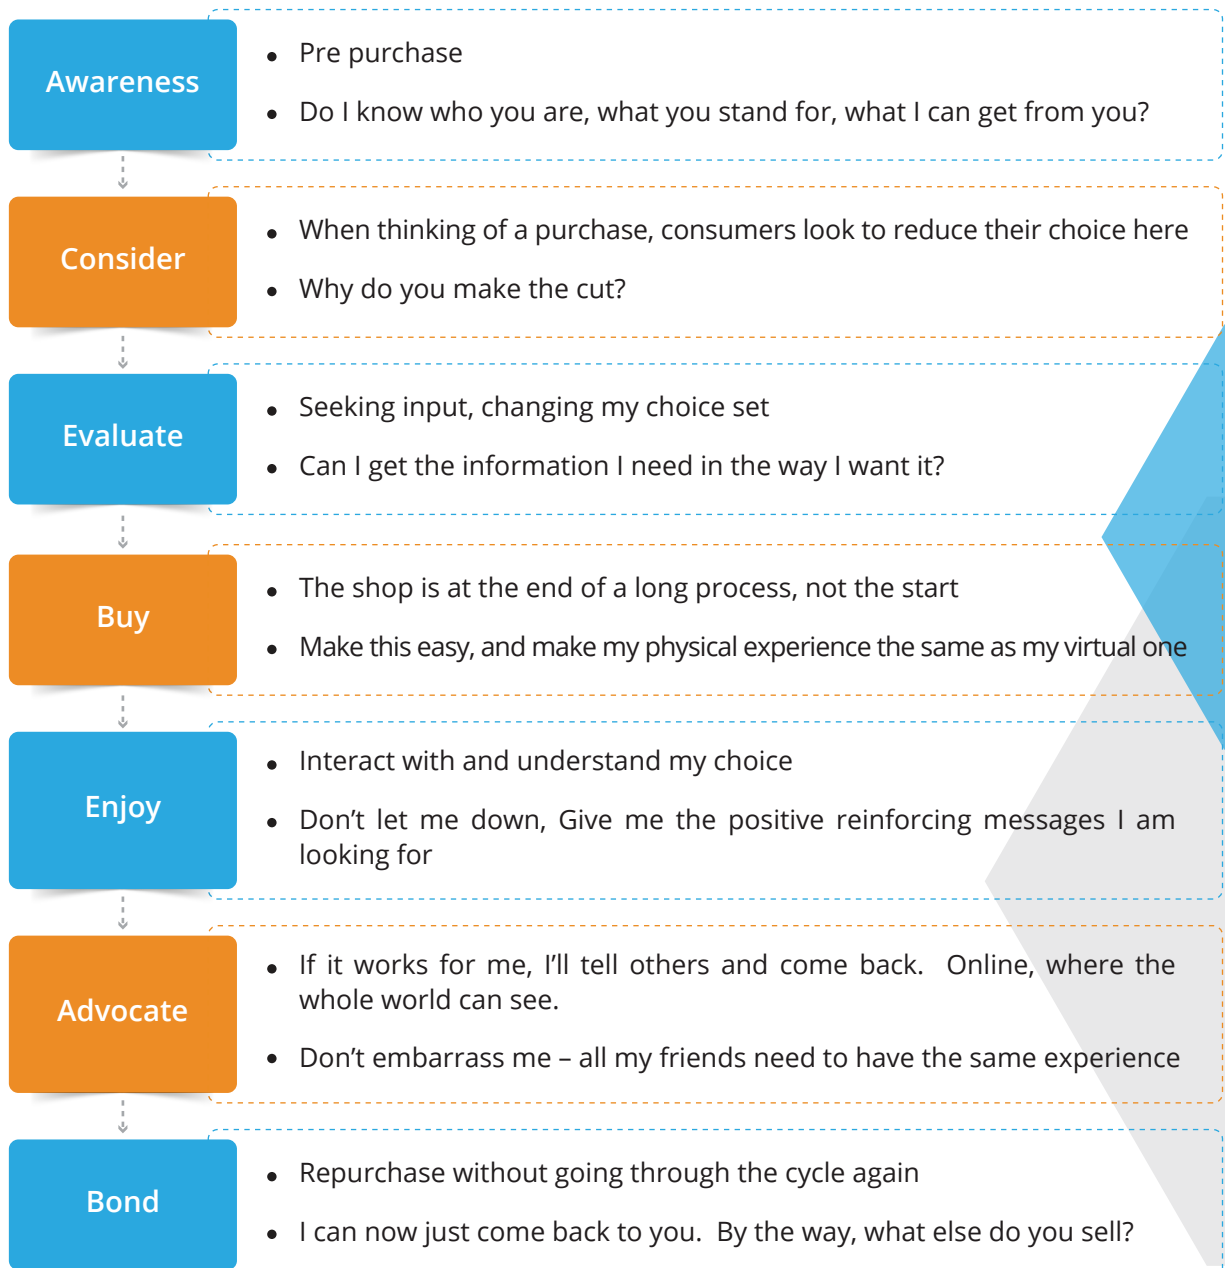 Awareness
• Pre purchase
• Do I know who you are, what you stand for, what I can get from you?
Consider
• When thinking of a purchase, consumers look to reduce their choice here
• Why do you make the cut?
Evaluate
• Seeking input, changing my choice set
• Can I get the information I need in the way I want it?
Buy
• The shop is at the end of a long process, not the start
• Make this easy, and make my physical experience the same as my virtual one
Enjoy
• Interact with and understand my choice
• Don’t let me down, Give me the positive reinforcing messages I am
looking for
Advocate
• If it works for me, I’ll tell others and come back.  Online, where the
whole world can see.
• Don’t embarrass me – all my friends need to have the same experience
Bond
• Repurchase without going through the cycle again
• I can now just come back to you.  By the way, what else do you sell?